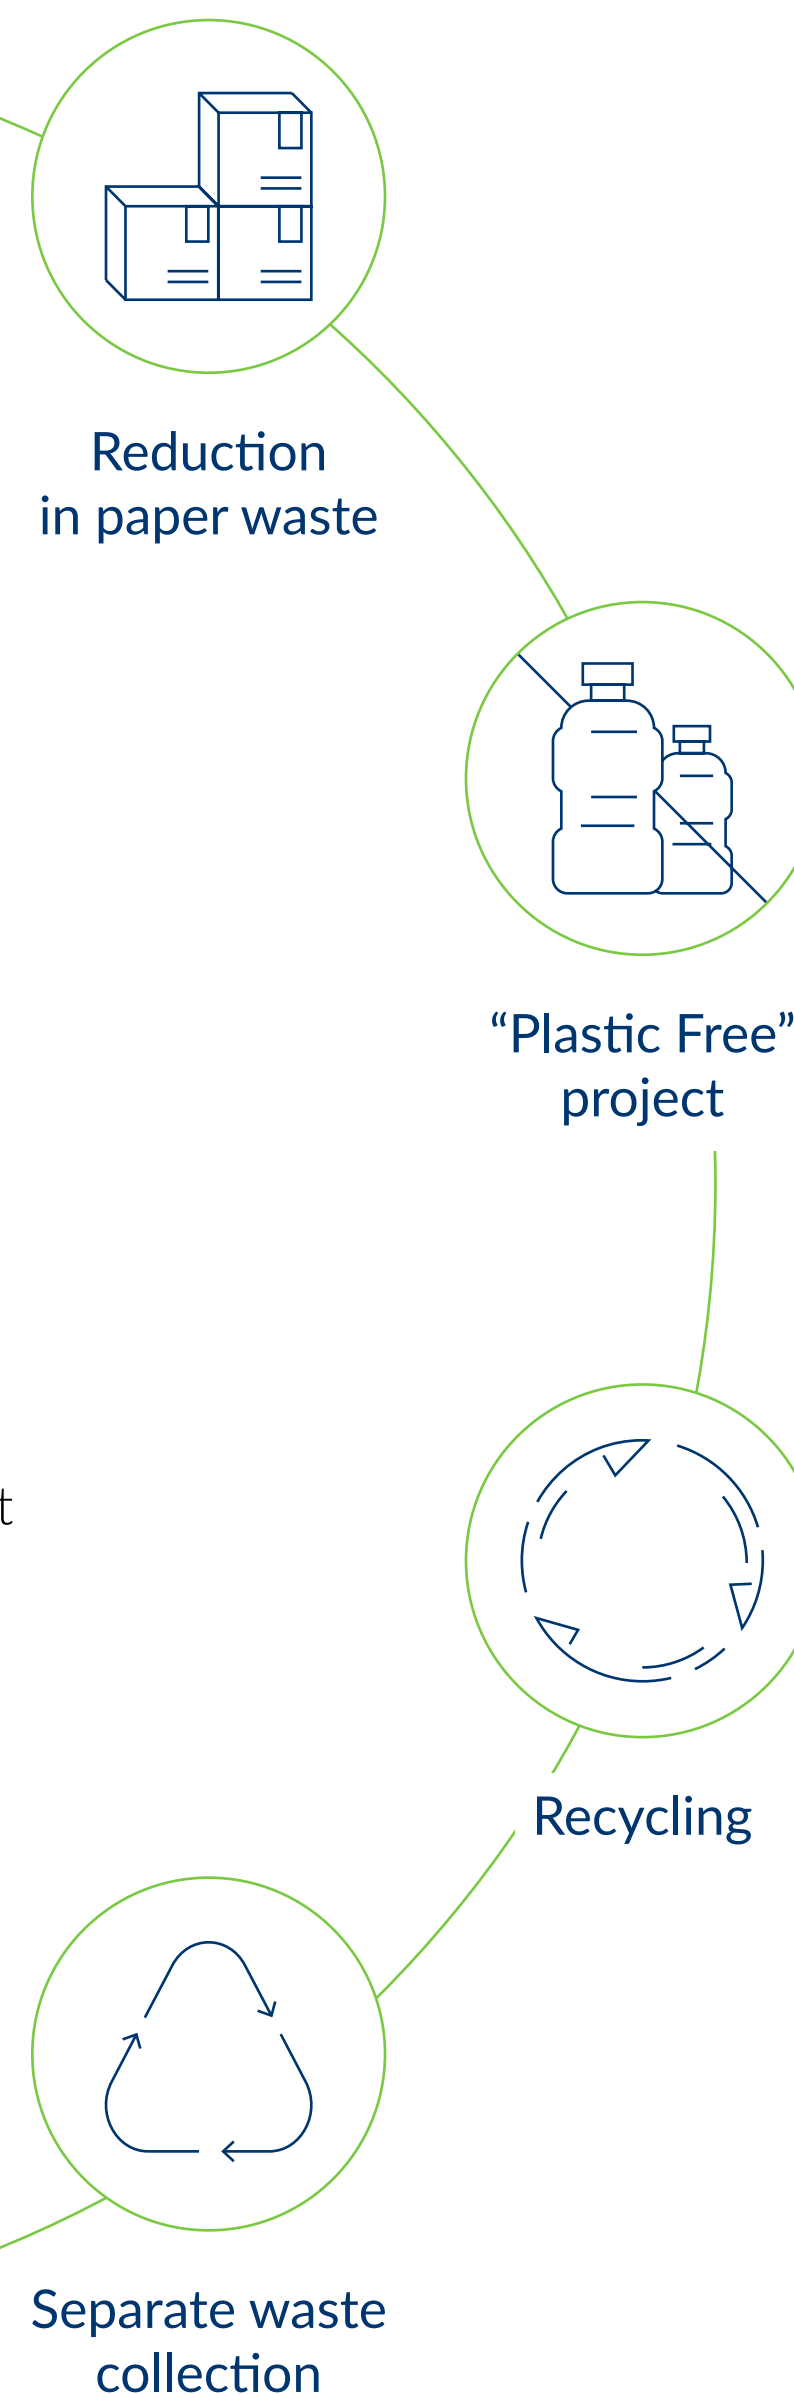 Reduction
in paper waste
“Plastic Free”
project
t
Recycling
Separate waste
collection